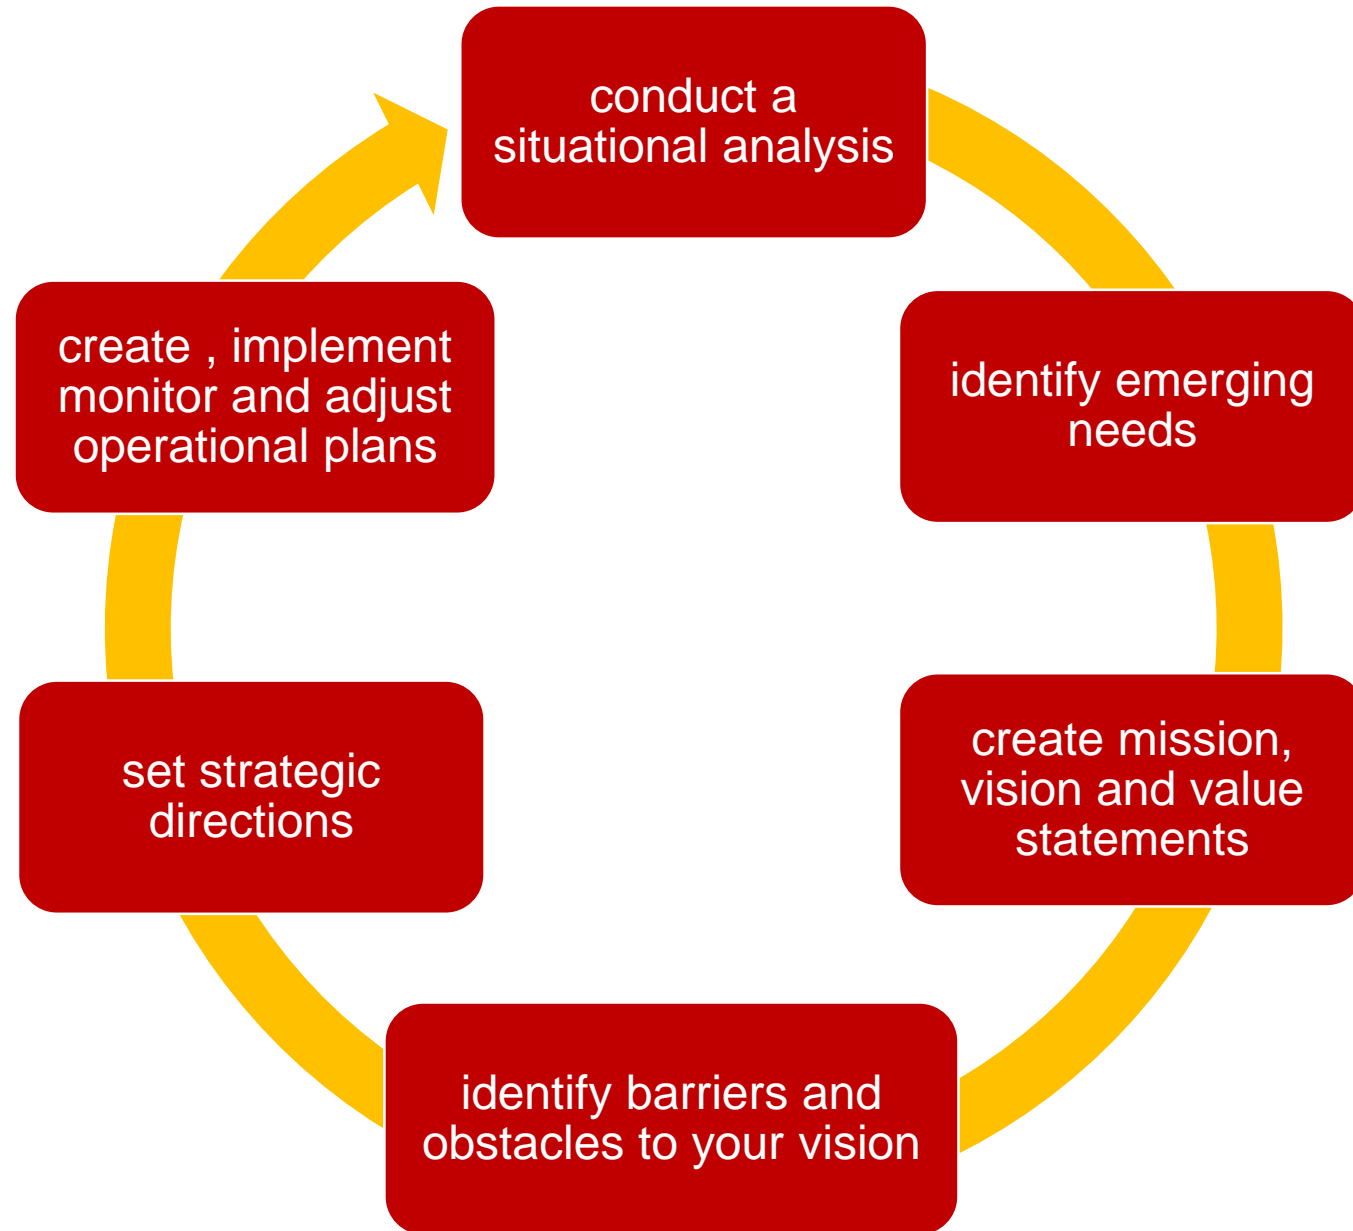 conduct a
situational analysis
identify emerging
needs
create mission,
vision and value
statements
identify barriers and
obstacles to your vision
set strategic
directions
create , implement
monitor and adjust
operational plans